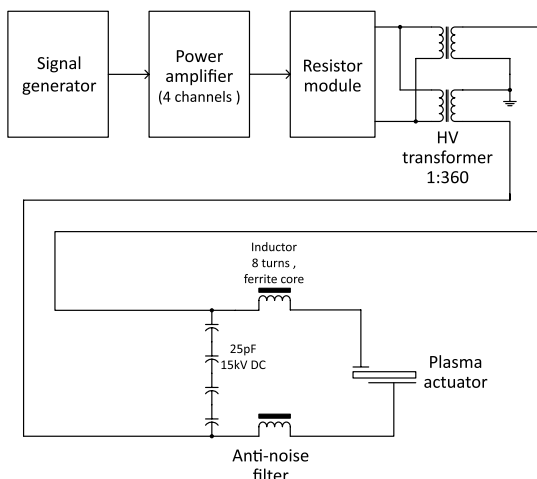 Signal
generator
Power
amplifier
(4 channels )
Resistor
module
HV
transformer
1:360
Inductor
8 turns ,
ferrite core
25pF
15kV DC
Plasma
actuator
Anti-noise
filter